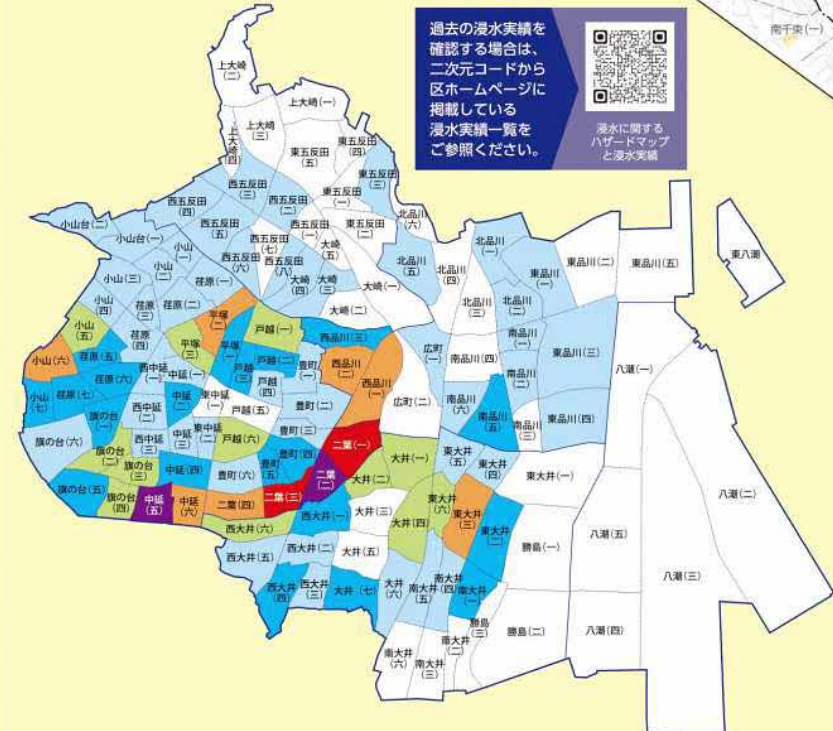 南千束(一)
過去の浸水実績を
確認する場合は、
二次元コードから
区ホームページに
掲載している
浸水実績一覧を
ご参照ください。
浸水に関する
ハザードマップ
と浸水実績
上大崎
(二)
上大崎(一)
上大崎
(三)
上大崎(四)
東五反田
(四)
東五反田
(五)
東五反田
(三)
東五反田
(一)
東五反田
(二)
西五反田
(三)
西五反田
(四)
西五反田
(二)
西五反田
(五)
西五反田
(一)
西五反田
(七)
西五反田
(六)
西五反田
(八)
大崎
(五)
大崎
(四)
大崎
(三)
大崎(一)
大崎(二)
北品川
(六)
北品川
(五)
北品川
(四)
北品川
(一)
北品川
(二)
北品川
(三)
東品川
(一)
東品川(二)
東品川(五)
東八潮
東品川(三)
東品川(四)
南品川
(一)
南品川
(二)
南品川(四)
南品川
(六)
南品川
(五)
南品川
(三)
広町
(一)
広町(二)
小山台(二)
小山台(一)
小山
(一)
小山
(二)
小山(三)
小山
(四)
小山
(五)
小山(六)
小山
(七)
荏原(一)
荏原(二)
荏原
(三)
荏原
(四)
荏原(五)
荏原(六)
荏原(七)
平塚
(二)
平塚
(三)
平塚
(一)
戸越(一)
戸越(二)
戸越
(三)
戸越
(四)
戸越(五)
戸越(六)
西品川(三)
西品川
(二)
西品川
(一)
豊町
(一)
豊町(二)
豊町(三)
豊町(四)
豊町
(五)
豊町(六)
西中延
(一)
西中延
(二)
西中延
(三)
中延(一)
中延
(二)
中延
(三)
中延(四)
中延
(五)
中延
(六)
東中延
(一)
東中延
(二)
旗の台
(一)
旗の台
(二)
旗の台
(三)
旗の台
(四)
旗の台(五)
旗の台(六)
二葉(一)
二葉
(二)
二葉(三)
二葉(四)
大井(一)
大井
(二)
大井(三)
大井(四)
大井(五)
大井
(六)
大井(七)
西大井(一)
西大井(二)
西大井
(三)
西大井
(四)
西大井(五)
西大井(六)
東大井
(五)
東大井
(四)
東大井(一)
東大井
(六)
東大井
(三)
東大井
(二)
南大井
(一)
南大井
(四)
南大井
(五)
南大井
(二)
南大井
(三)
南大井
(六)
勝島(一)
勝島(二)
勝島
(三)
八潮(一)
八潮(二)
八潮(三)
八潮(四)
八潮(五)